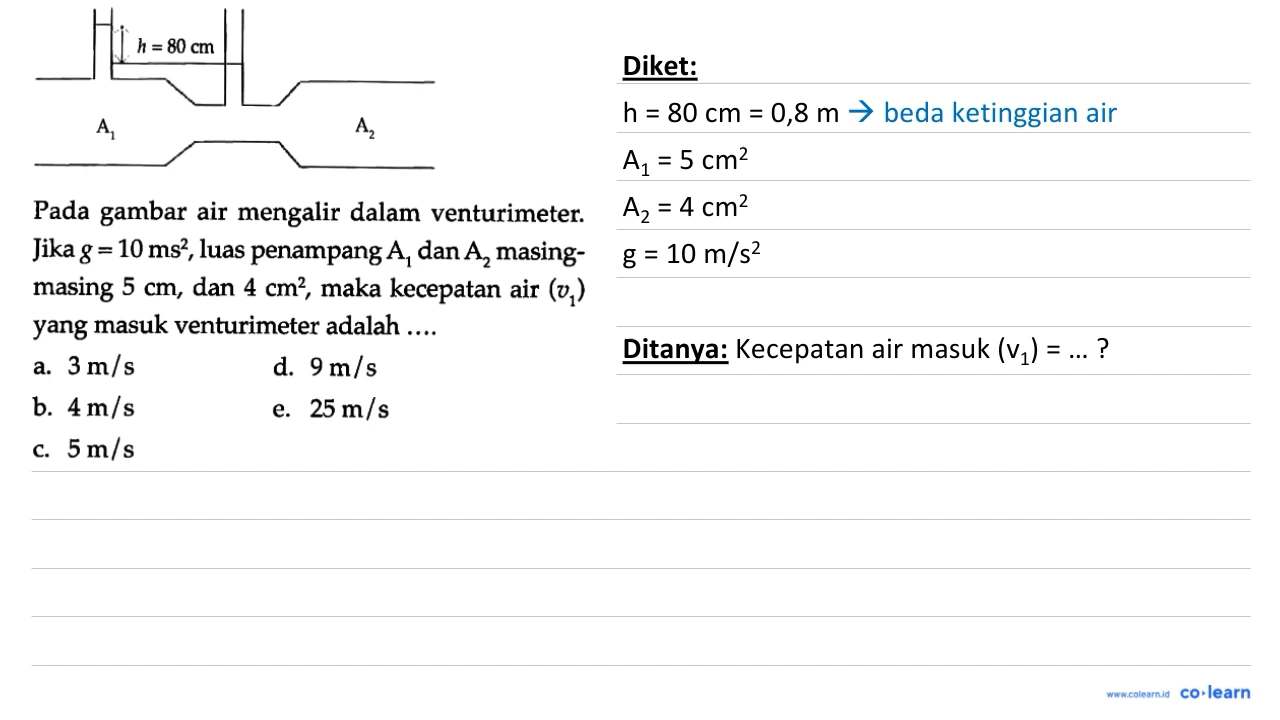 h = 80 cm
A₁
A₂
Pada gambar air mengalir dalam venturimeter.
Jika g = 10 ms², luas penampang A₁ dan A₂ masing-
masing 5 cm, dan 4 cm², maka kecepatan air (v₁)
yang masuk venturimeter adalah ....
a. 3 m/s
d. 9 m/s
b. 4 m/s
e. 25 m/s
c. 5 m/s
Diket:
h = 80 cm = 0,8 m → beda ketinggian air
A₁ = 5 cm²
A₂ = 4 cm²
g = 10 m/s²
Ditanya: Kecepatan air masuk (v₁) = ... ?
www.colearn.id co·learn